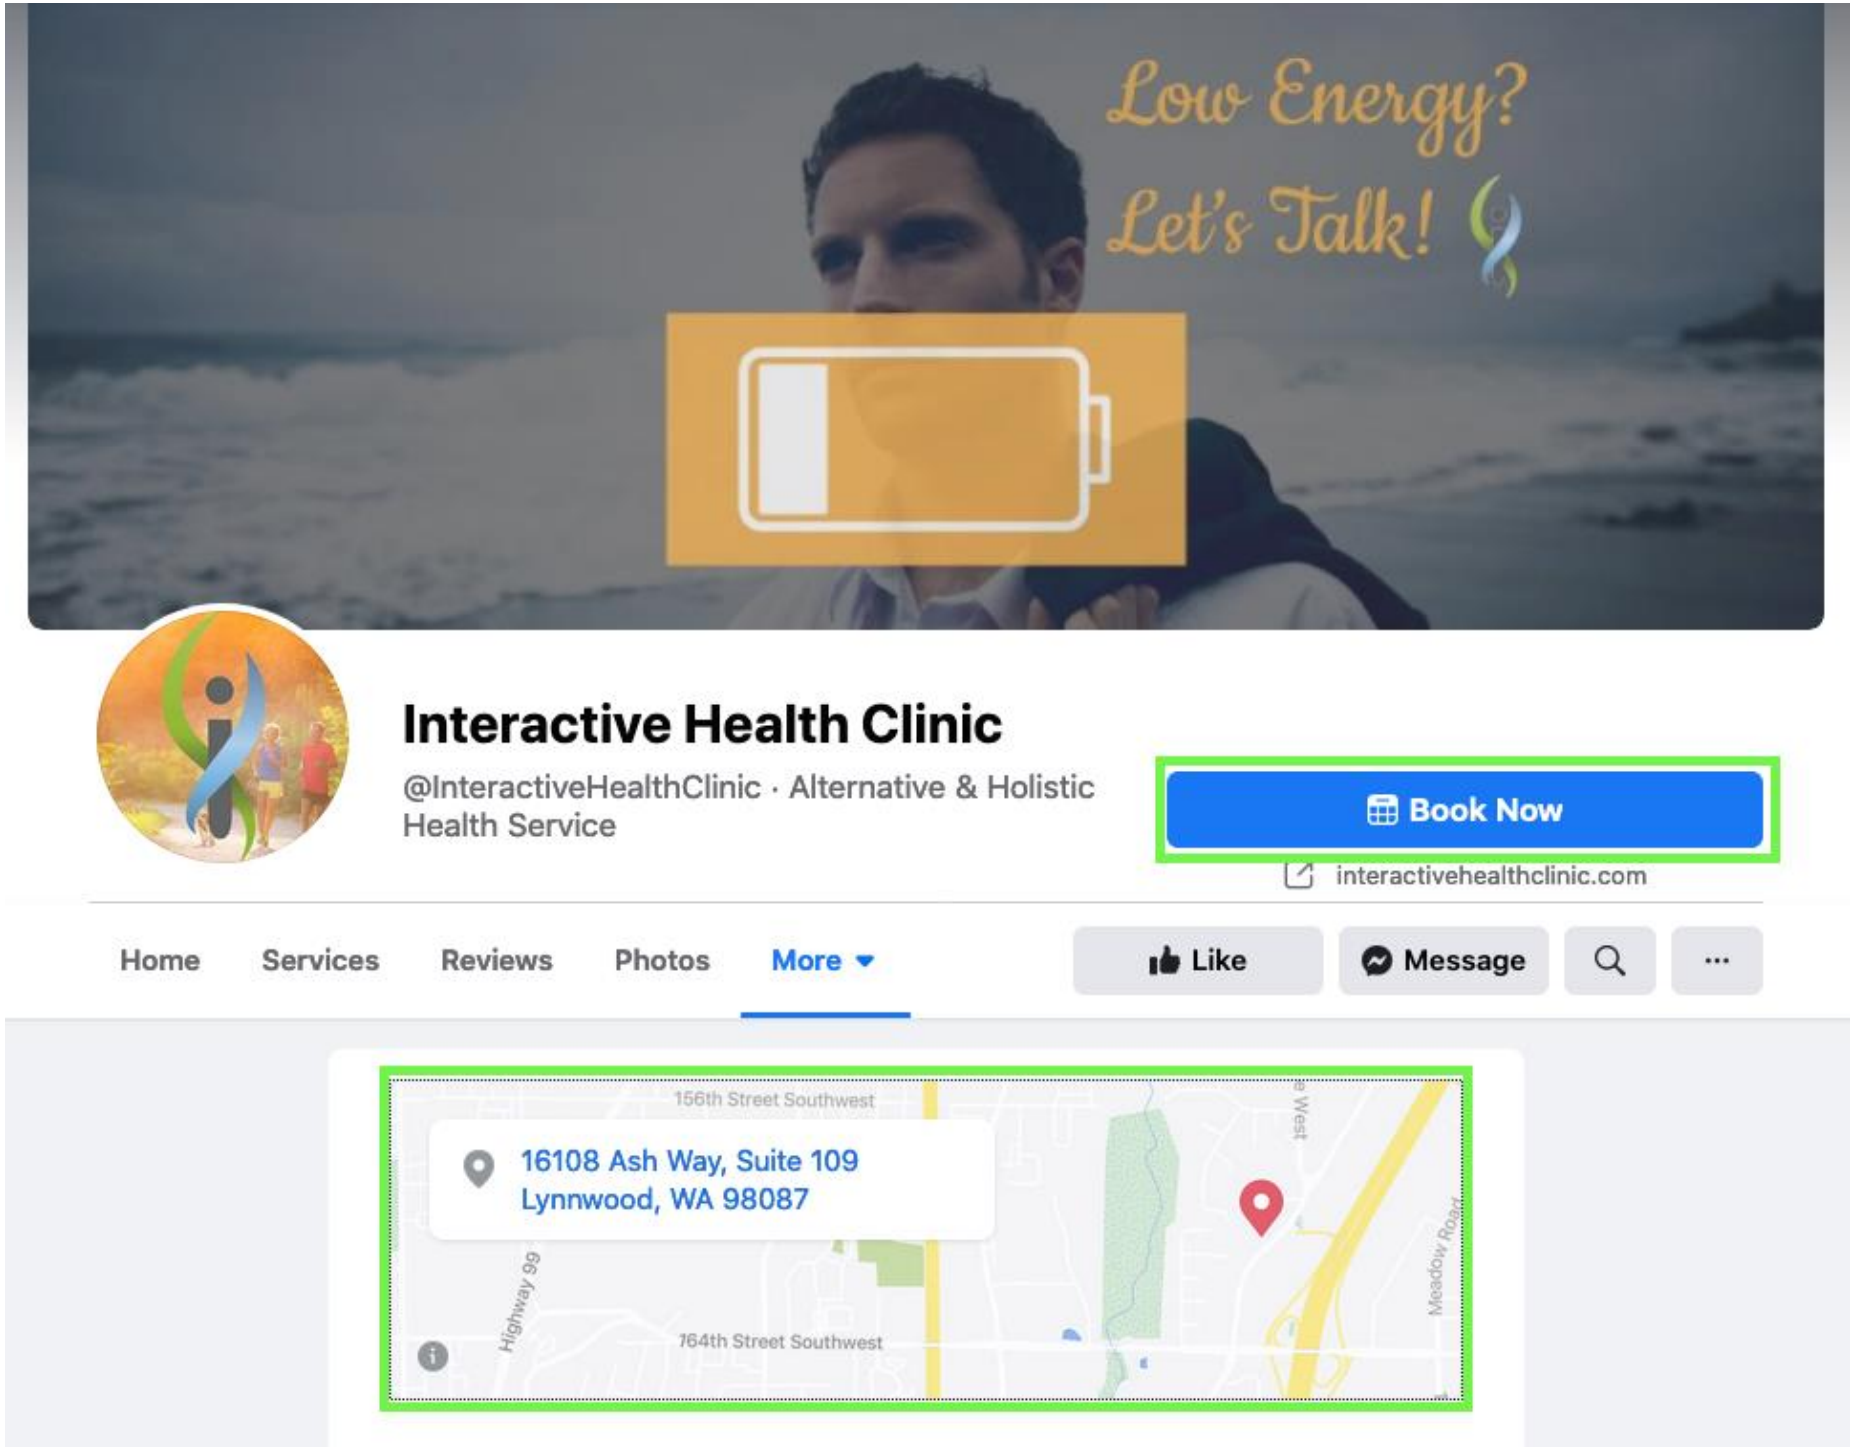 Low Energy?
Let's Talk!
Interactive Health Clinic
@InteractiveHealthClinic · Alternative & Holistic
Health Service
Book Now
interactivehealthclinic.com
Home Services Reviews Photos More
Like Message ...
156th Street Southwest
e West
16108 Ash Way, Suite 109
Lynnwood, WA 98087
Highway 99
Meadow Road
164th Street Southwest